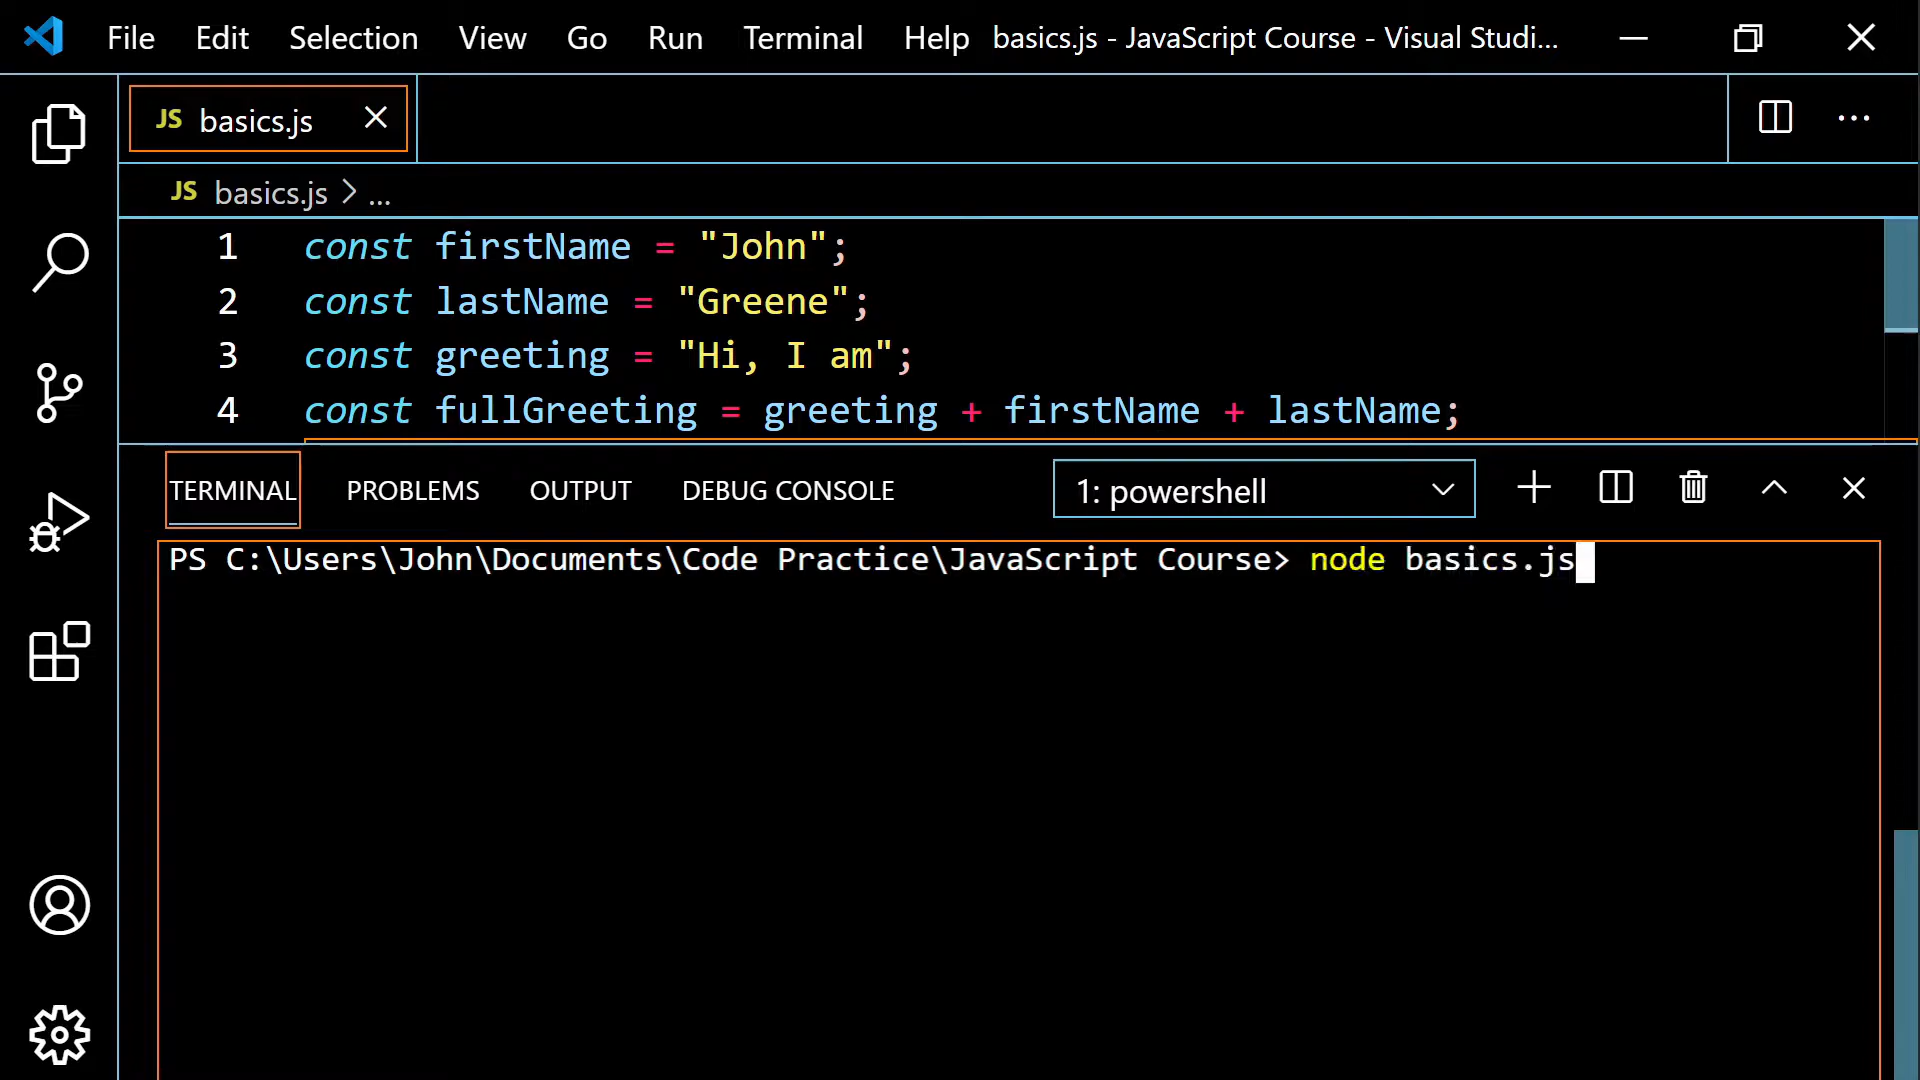 File Edit Selection View Go Run Terminal Help basics.js - JavaScript Course - Visual Studi...
JS basics.js
JS basics.js > ...
1 const firstName = "John";
2 const lastName = "Greene";
3 const greeting = "Hi, I am";
4 const fullGreeting = greeting + firstName + lastName;
TERMINAL PROBLEMS OUTPUT DEBUG CONSOLE 1: powershell
PS C:\Users\John\Documents\Code Practice\JavaScript Course> node basics.js